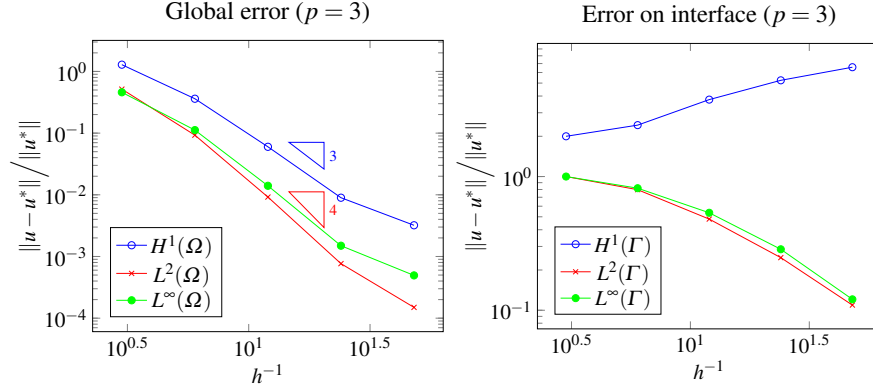 Global error (p = 3)
‖u − u*‖ / ‖u*‖
10^0
10^−1
10^−2
10^−3
10^−4
3
4
H^1(Ω)
L^2(Ω)
L^∞(Ω)
10^0.5
10^1
10^1.5
h^−1
Error on interface (p = 3)
‖u − u*‖ / ‖u*‖
10^0
10^−1
H^1(Γ)
L^2(Γ)
L^∞(Γ)
10^0.5
10^1
10^1.5
h^−1